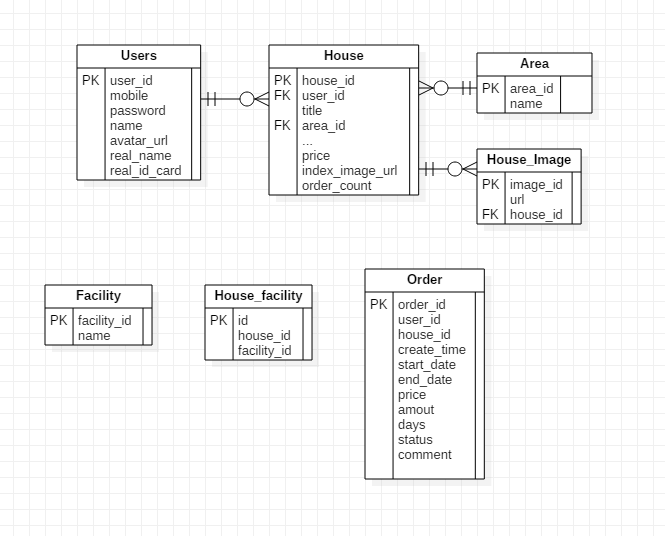 Users
PK user_id
mobile
password
name
avatar_url
real_name
real_id_card
House
PK house_id
FK user_id
title
FK area_id
...
price
index_image_url
order_count
Area
PK area_id
name
House_Image
PK image_id
url
FK house_id
Facility
PK facility_id
name
House_facility
PK id
house_id
facility_id
Order
PK order_id
user_id
house_id
create_time
start_date
end_date
price
amout
days
status
comment